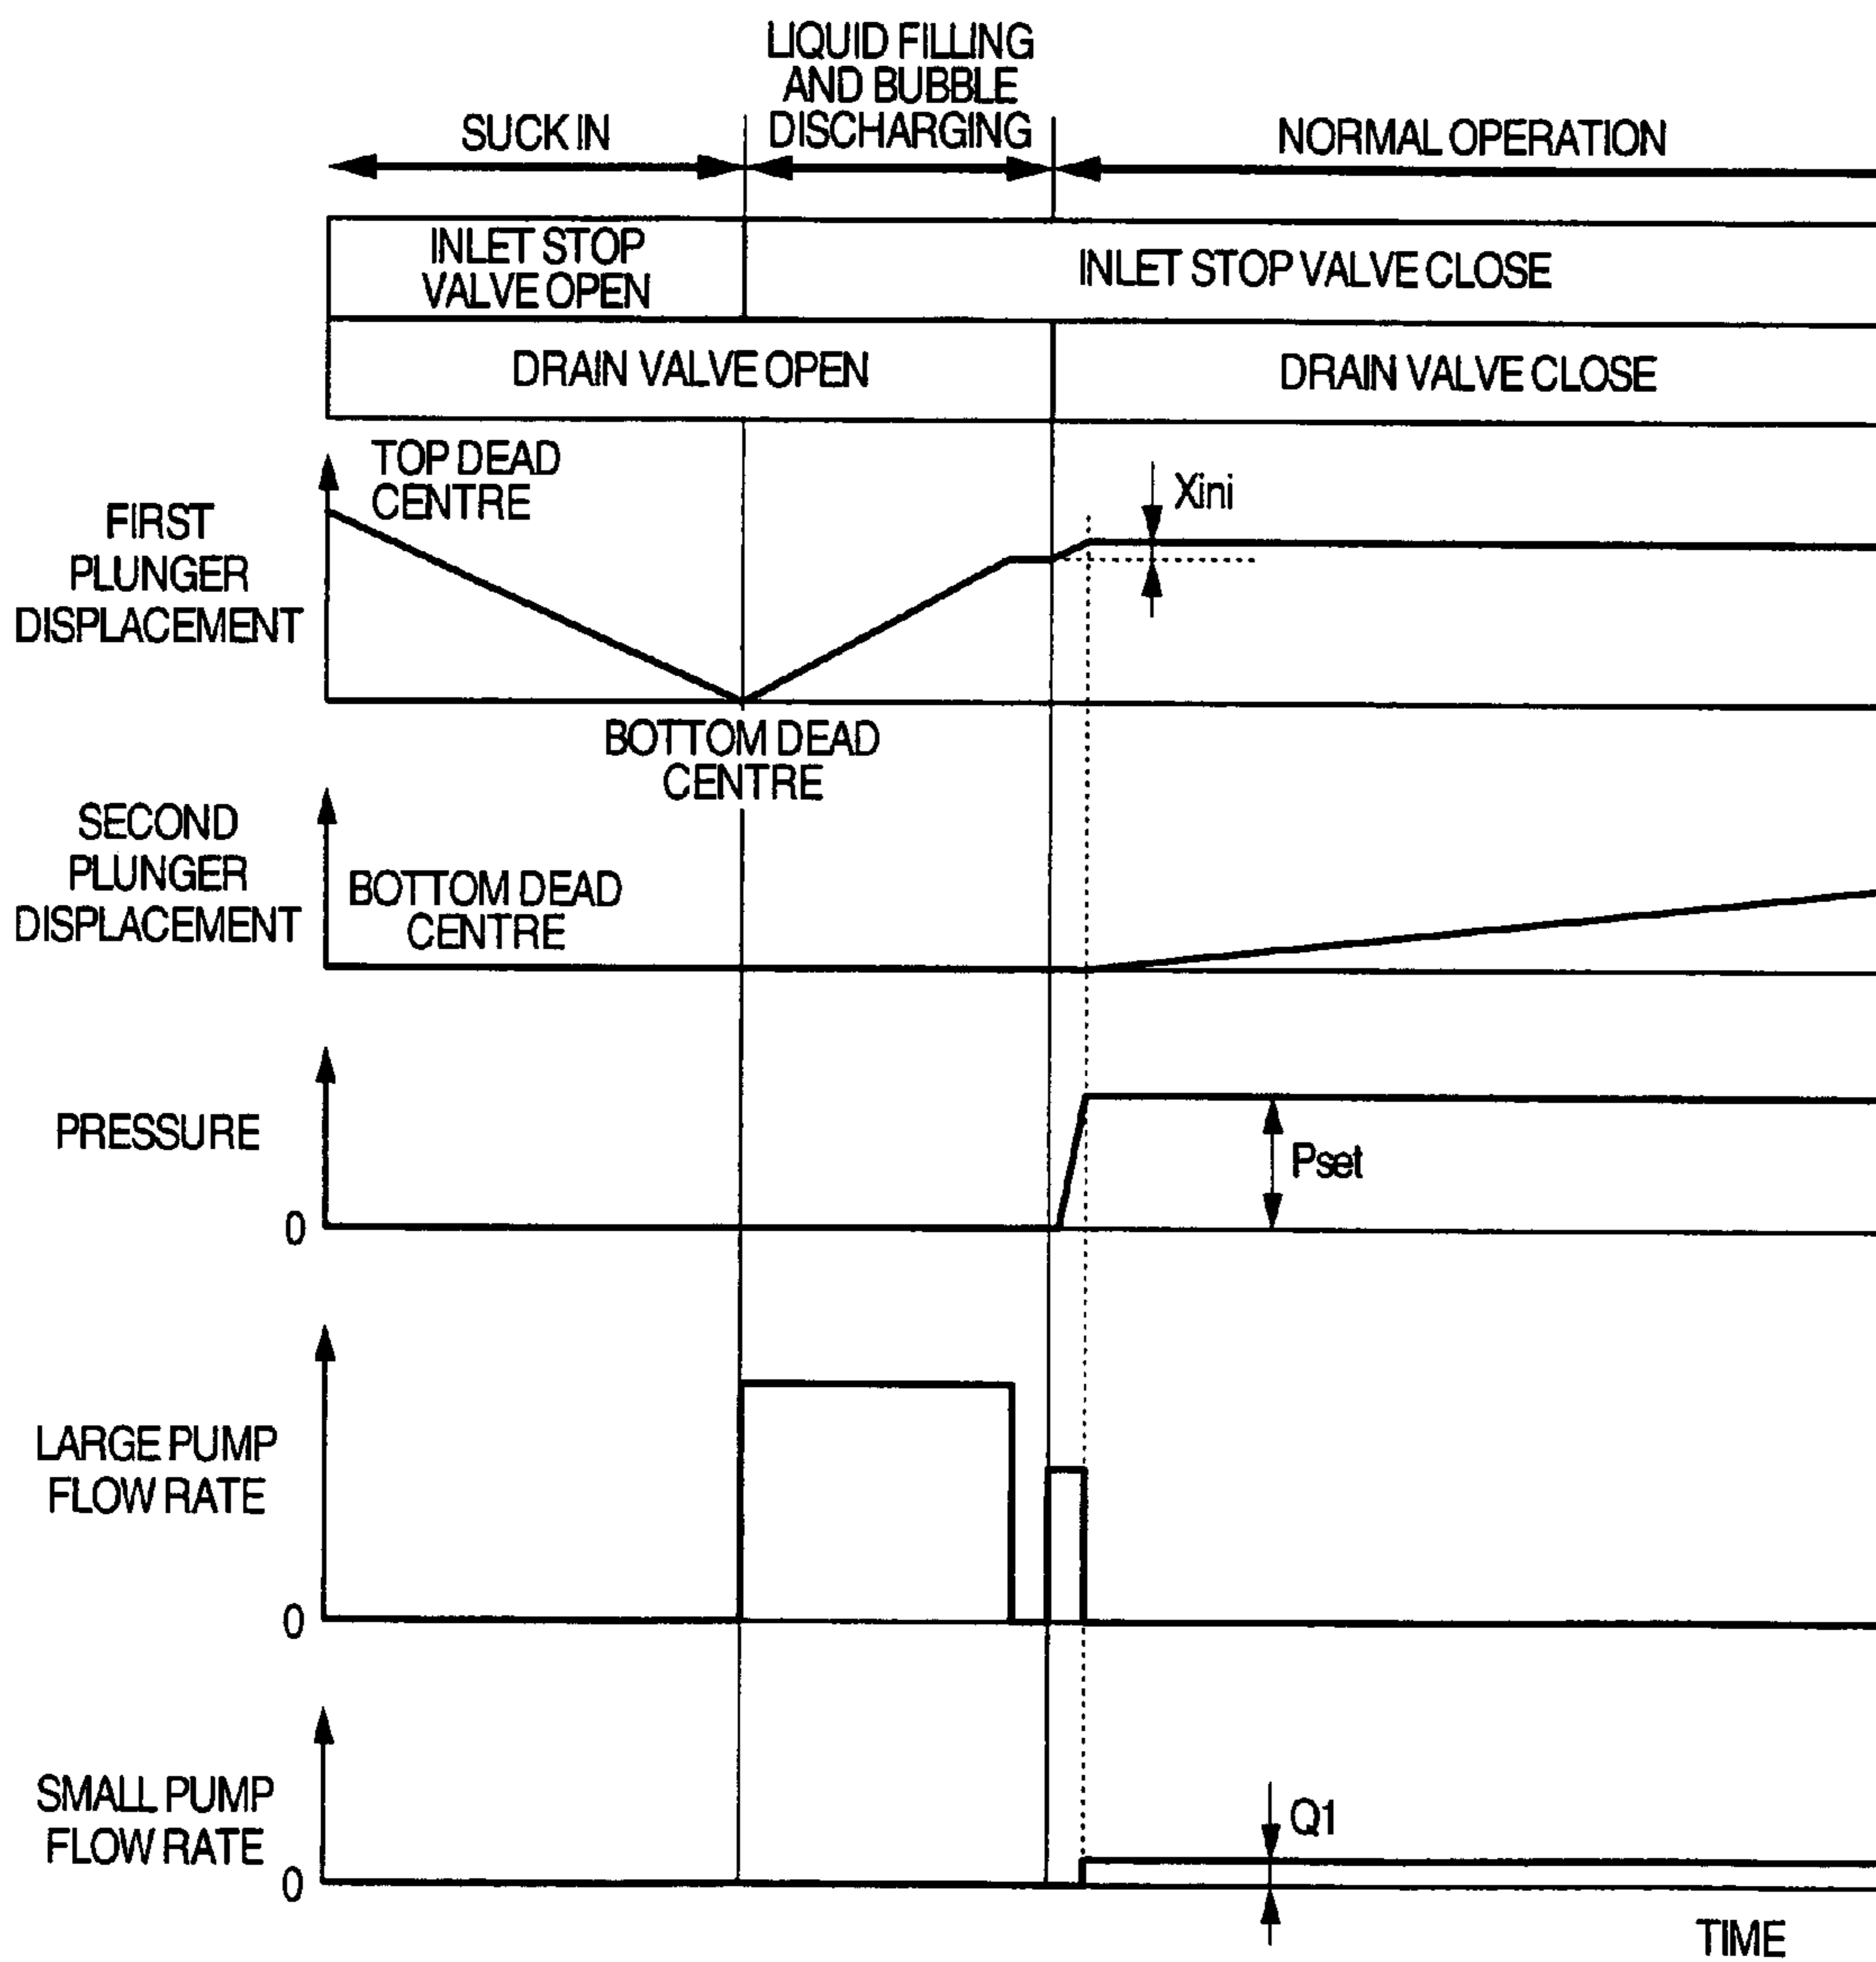 LIQUID FILLING
AND BUBBLE
DISCHARGING
SUCK IN
NORMAL OPERATION
INLET STOP
VALVE OPEN
INLET STOP VALVE CLOSE
DRAIN VALVE OPEN
DRAIN VALVE CLOSE
TOP DEAD
CENTRE
Xini
FIRST
PLUNGER
DISPLACEMENT
BOTTOM DEAD
CENTRE
SECOND
PLUNGER
DISPLACEMENT
BOTTOM DEAD
CENTRE
PRESSURE
Pset
0
LARGE PUMP
FLOW RATE
0
SMALL PUMP
FLOW RATE
Q1
0
TIME